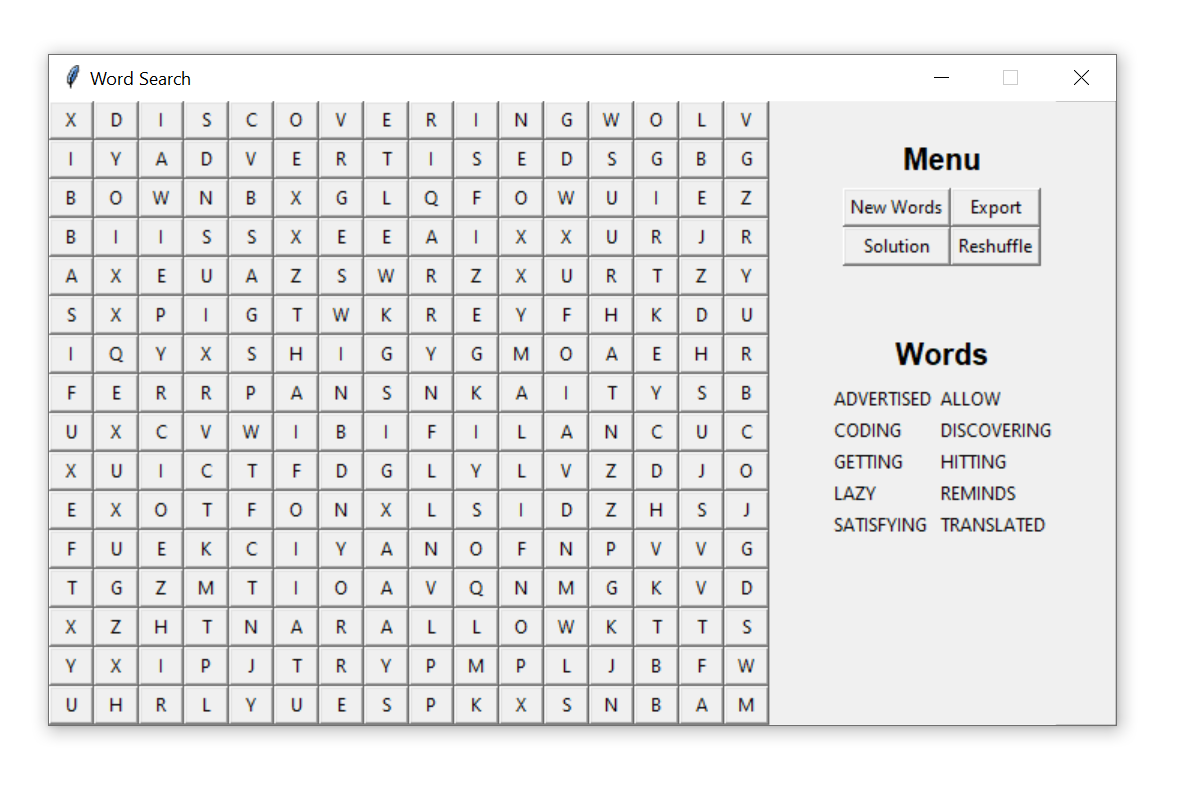 Word Search
X D I S C O V E R I N G W O L V
I Y A D V E R T I S E D S G B G
B O W N B X G L Q F O W U I E Z
B I I S S X E E A I X X U R J R
A X E U A Z S W R Z X U R T Z Y
S X P I G T W K R E Y F H K D U
I Q Y X S H I G Y G M O A E H R
F E R R P A N S N K A I T Y S B
U X C V W I B I F I L A N C U C
X U I C T F D G L Y L V Z D J O
E X O T F O N X L S I D Z H S J
F U E K C I Y A N O F N P V V G
T G Z M T I O A V Q N M G K V D
X Z H T N A R A L L O W K T T S
Y X I P J T R Y P M P L J B F W
U H R L Y U E S P K X S N B A M
Menu
New Words Export
Solution Reshuffle
Words
ADVERTISED ALLOW
CODING DISCOVERING
GETTING HITTING
LAZY REMINDS
SATISFYING TRANSLATED